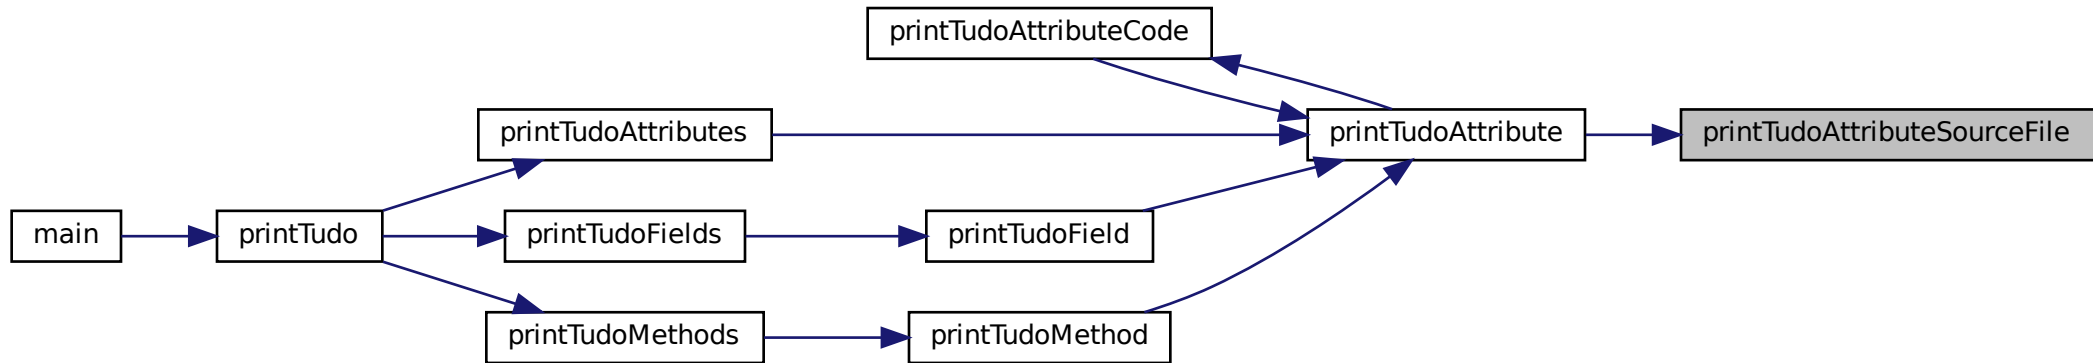 printTudoAttributeCode
printTudoAttributes
printTudoAttribute
printTudoAttributeSourceFile
main
printTudo
printTudoFields
printTudoField
printTudoMethods
printTudoMethod